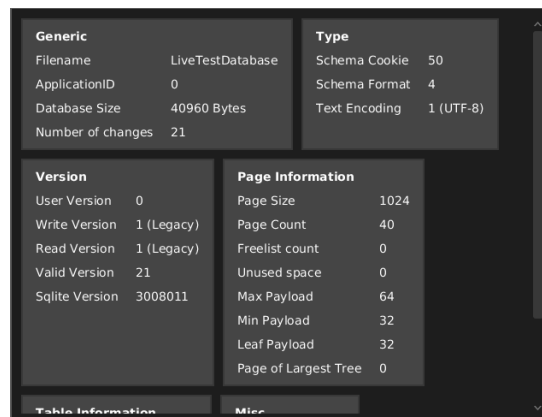 Generic
Filename LiveTestDatabase
ApplicationID 0
Database Size 40960 Bytes
Number of changes 21
Type
Schema Cookie 50
Schema Format 4
Text Encoding 1 (UTF-8)
Version
User Version 0
Write Version 1 (Legacy)
Read Version 1 (Legacy)
Valid Version 21
Sqlite Version 3008011
Page Information
Page Size 1024
Page Count 40
Freelist count 0
Unused space 0
Max Payload 64
Min Payload 32
Leaf Payload 32
Page of Largest Tree 0
Table Information
Misc